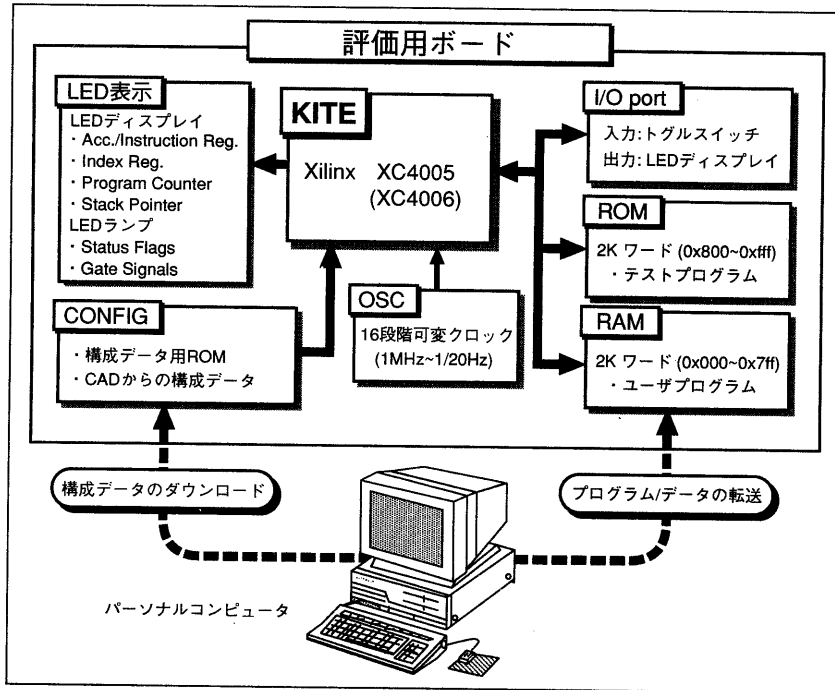 評価用ボード
LED表示
LEDディスプレイ
・Acc./Instruction Reg.
・Index Reg.
・Program Counter
・Stack Pointer
LEDランプ
・Status Flags
・Gate Signals
KITE
Xilinx XC4005
(XC4006)
I/O port
入力:トグルスイッチ
出力:LEDディスプレイ
ROM
2K ワード (0x800~0xfff)
・テストプログラム
CONFIG
・構成データ用ROM
・CADからの構成データ
OSC
16段階可変クロック
(1MHz~1/20Hz)
RAM
2K ワード (0x000~0x7ff)
・ユーザプログラム
構成データのダウンロード
プログラム/データの転送
パーソナルコンピュータ